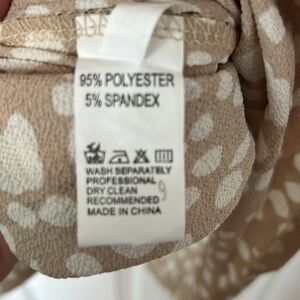 95% POLYESTER
5% SPANDEX
WASH SEPARATELY
PROFESSIONAL
DRY CLEAN
RECOMMENDED
MADE IN CHINA